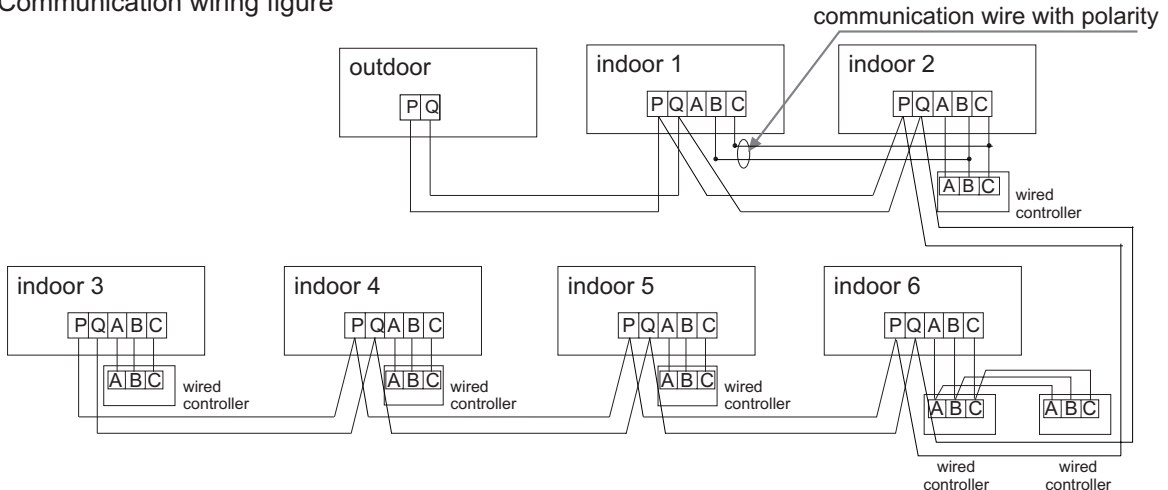 Communication wiring figure
communication wire with polarity
outdoor
P Q
indoor 1
P Q A B C
indoor 2
P Q A B C
A B C
wired
controller
indoor 3
P Q A B C
A B C
wired
controller
indoor 4
P Q A B C
A B C
wired
controller
indoor 5
P Q A B C
A B C
wired
controller
indoor 6
P Q A B C
A B C
wired
controller
A B C
wired
controller